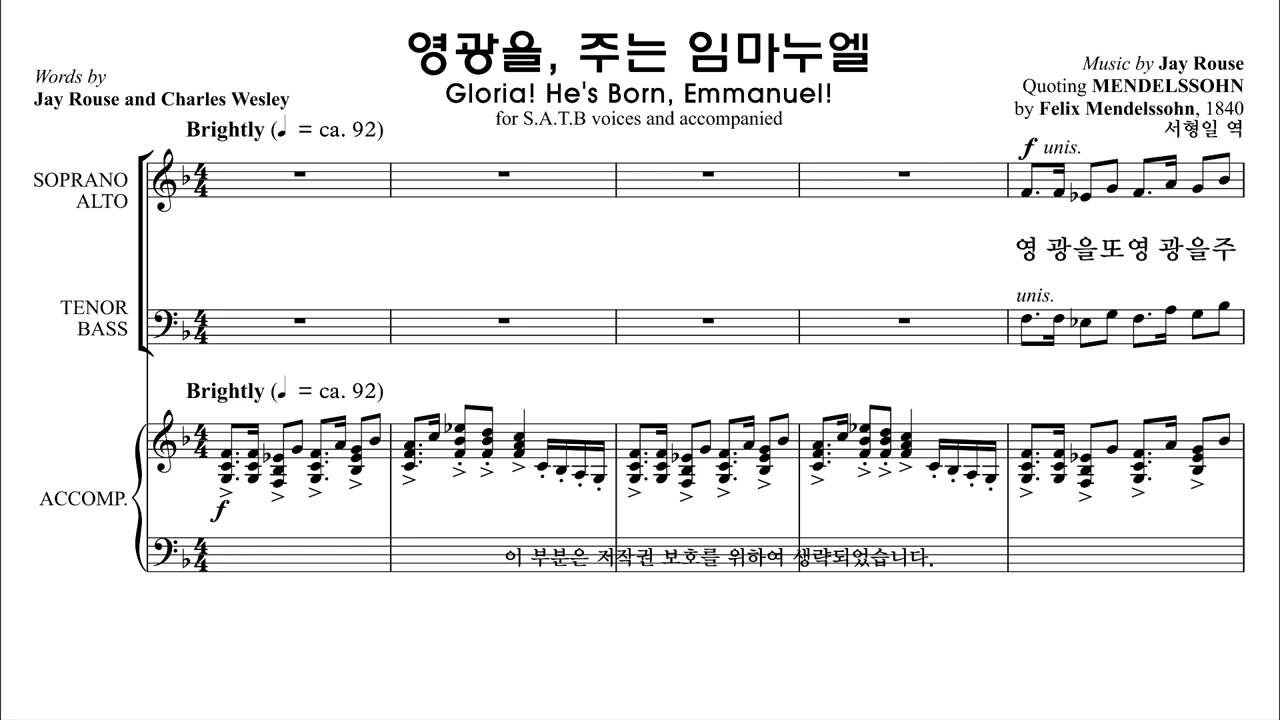 영광을, 주는 임마누엘
Gloria! He's Born, Emmanuel!
for S.A.T.B voices and accompanied
Words by
Jay Rouse and Charles Wesley
Music by Jay Rouse
Quoting MENDELSSOHN
by Felix Mendelssohn, 1840
서형일 역
Brightly (♩ = ca. 92)
f unis.
SOPRANO
ALTO
영 광을또영 광을주
unis.
TENOR
BASS
Brightly (♩ = ca. 92)
ACCOMP.
f
이 부분은 저작권 보호를 위하여 생략되었습니다.